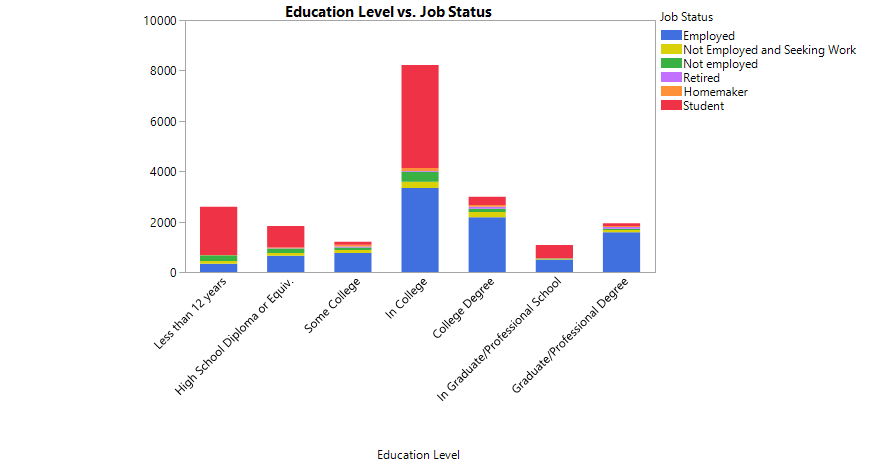 Education Level vs. Job Status
Job Status
Employed
Not Employed and Seeking Work
Not employed
Retired
Homemaker
Student
10000
8000
6000
4000
2000
0
Less than 12 years
High School Diploma or Equiv.
Some College
In College
College Degree
In Graduate/Professional School
Graduate/Professional Degree
Education Level